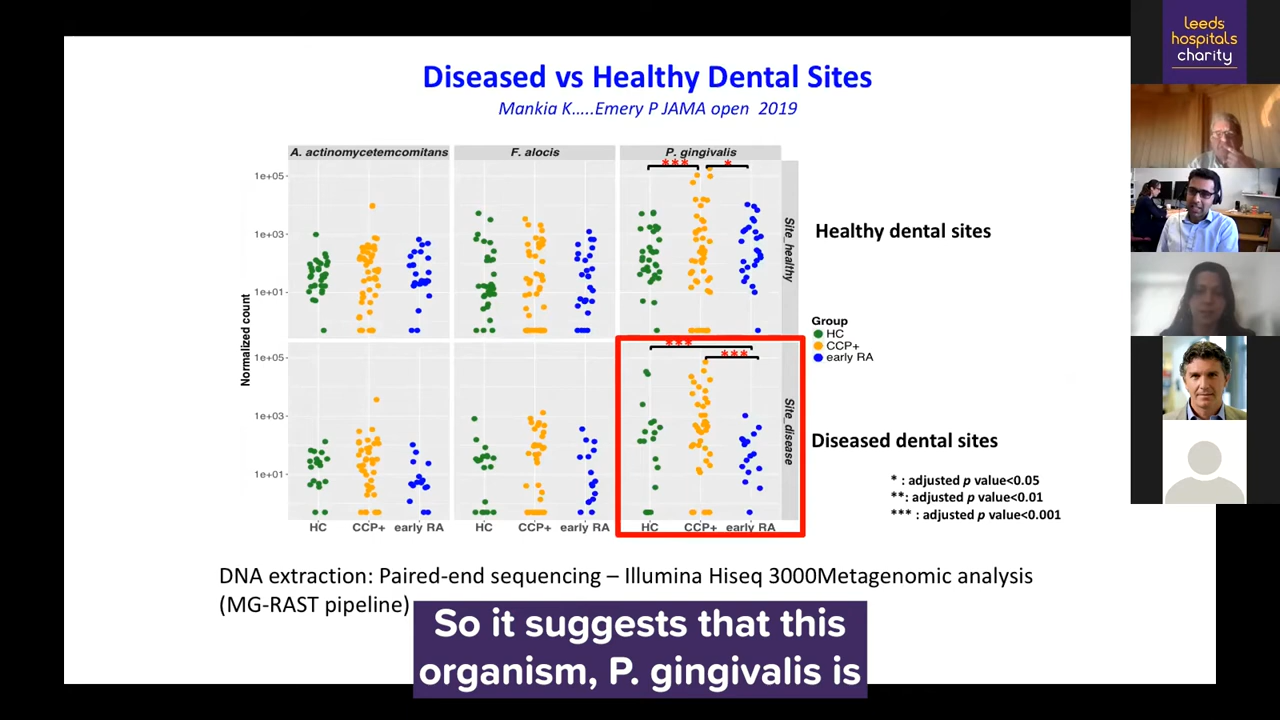 leeds
hospitals
charity
Diseased vs Healthy Dental Sites
Mankia K.....Emery P JAMA open 2019
A. actinomycetemcomitans
F. alocis
P. gingivalis
***
*
1e+05
1e+03
1e+01
Site_healthy
Healthy dental sites
Normalized count
Group
HC
CCP+
early RA
***
***
1e+05
1e+03
1e+01
Site_disease
Diseased dental sites
* : adjusted p value<0.05
**: adjusted p value<0.01
*** : adjusted p value<0.001
HC CCP+ early RA
HC CCP+ early RA
HC CCP+ early RA
DNA extraction: Paired-end sequencing – Illumina Hiseq 3000Metagenomic analysis
(MG-RAST pipeline)
So it suggests that this
organism, P. gingivalis is